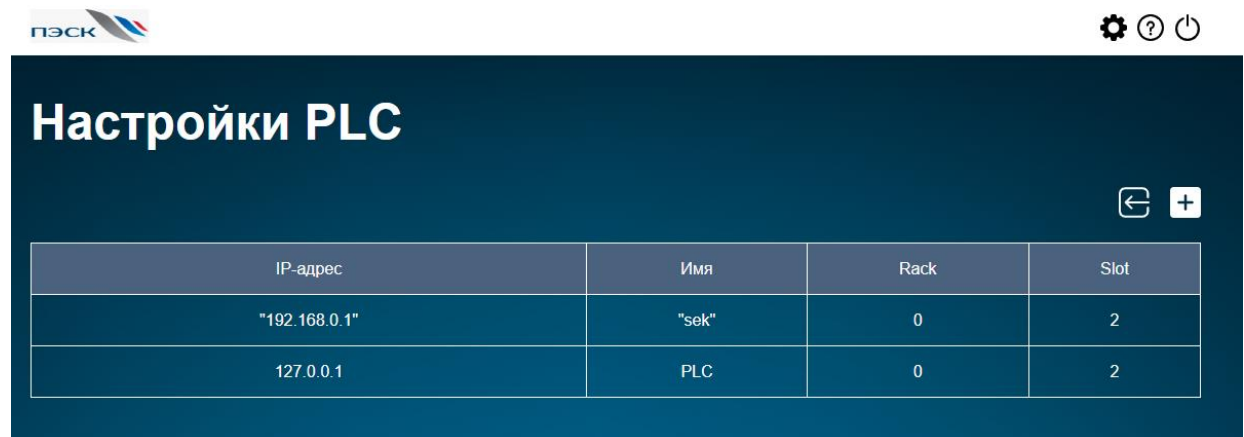 ПЭСК
Настройки PLC
IP-адрес Имя Rack Slot
"192.168.0.1" "sek" 0 2
127.0.0.1 PLC 0 2